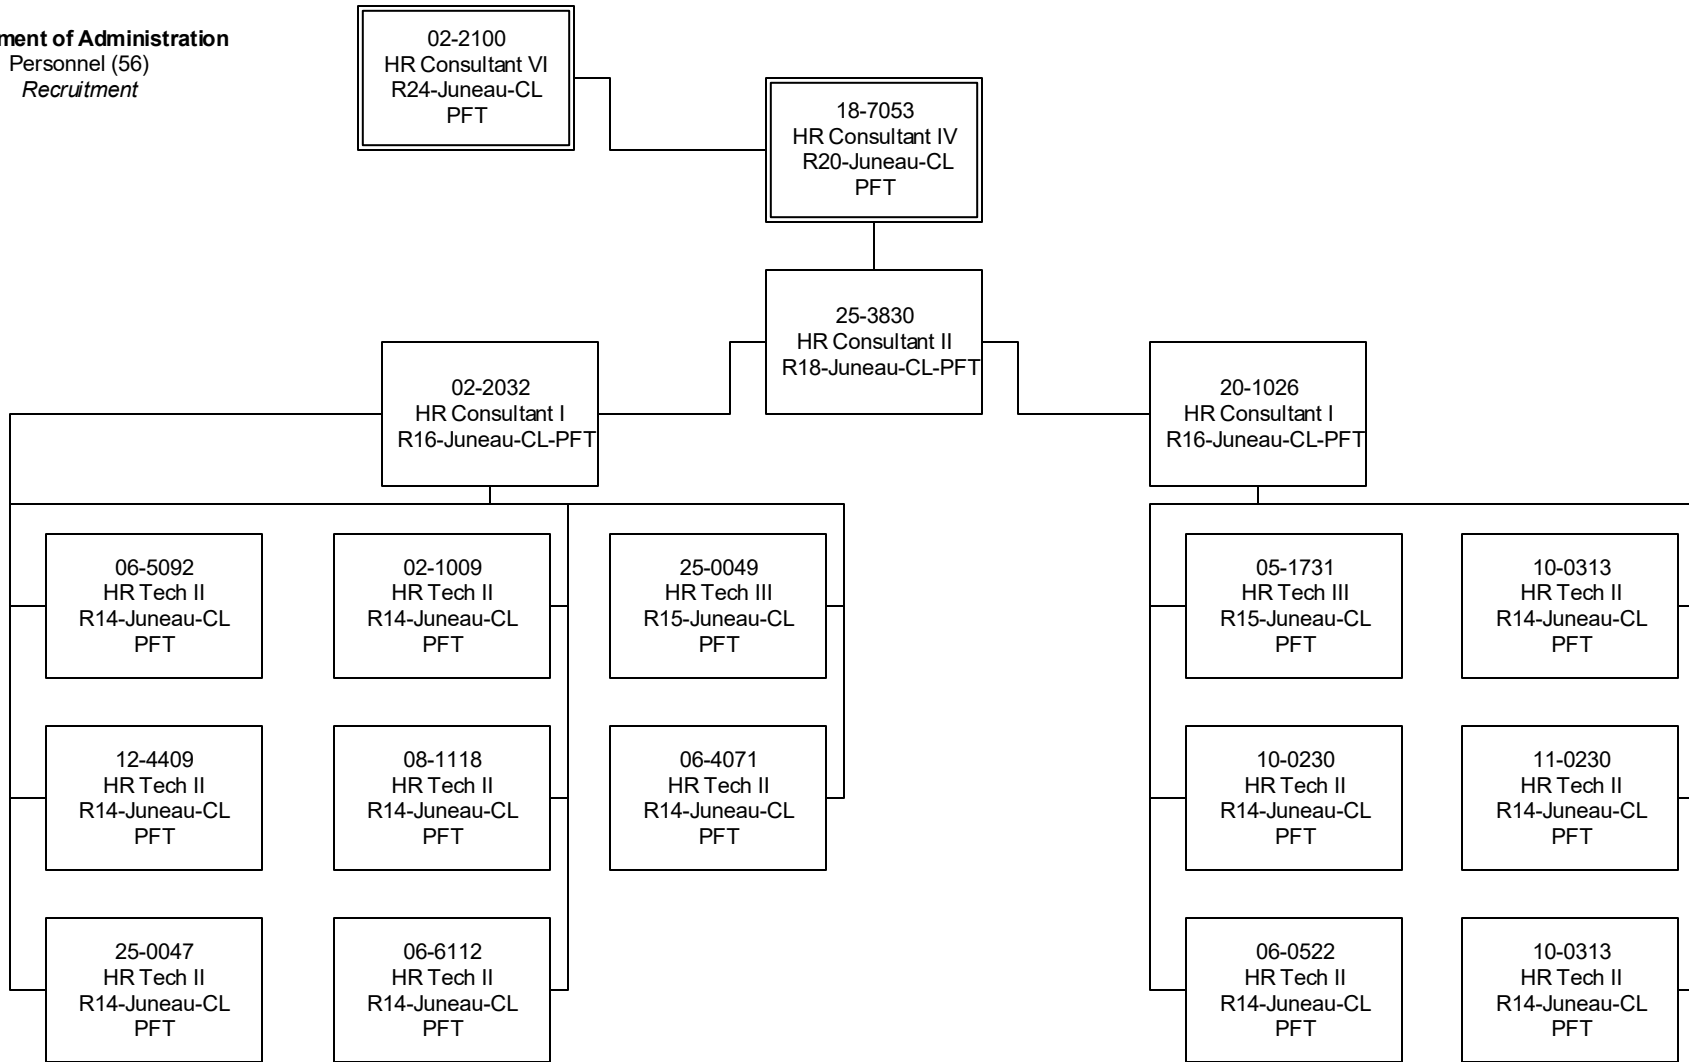 ment of Administration
Personnel (56)
Recruitment
02-2100
HR Consultant VI
R24-Juneau-CL
PFT
18-7053
HR Consultant IV
R20-Juneau-CL
PFT
25-3830
HR Consultant II
R18-Juneau-CL-PFT
02-2032
HR Consultant I
R16-Juneau-CL-PFT
20-1026
HR Consultant I
R16-Juneau-CL-PFT
06-5092
HR Tech II
R14-Juneau-CL
PFT
02-1009
HR Tech II
R14-Juneau-CL
PFT
25-0049
HR Tech III
R15-Juneau-CL
PFT
05-1731
HR Tech III
R15-Juneau-CL
PFT
10-0313
HR Tech II
R14-Juneau-CL
PFT
12-4409
HR Tech II
R14-Juneau-CL
PFT
08-1118
HR Tech II
R14-Juneau-CL
PFT
06-4071
HR Tech II
R14-Juneau-CL
PFT
10-0230
HR Tech II
R14-Juneau-CL
PFT
11-0230
HR Tech II
R14-Juneau-CL
PFT
25-0047
HR Tech II
R14-Juneau-CL
PFT
06-6112
HR Tech II
R14-Juneau-CL
PFT
06-0522
HR Tech II
R14-Juneau-CL
PFT
10-0313
HR Tech II
R14-Juneau-CL
PFT